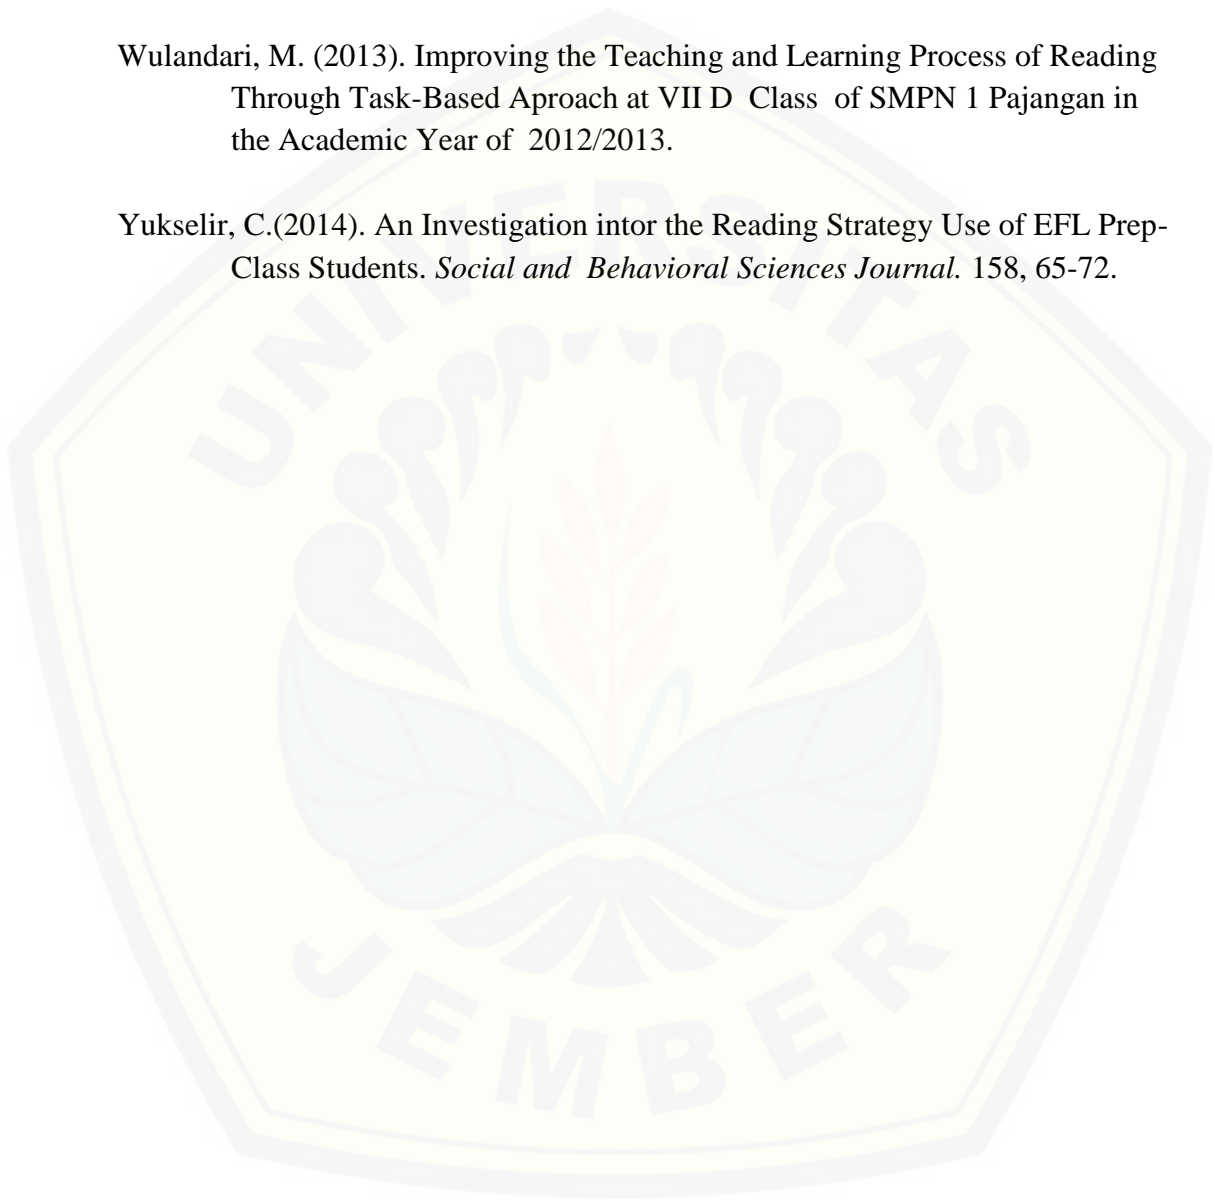 Wulandari, M. (2013). Improving the Teaching and Learning Process of Reading
Through Task-Based Aproach at VII D Class of SMPN 1 Pajangan in
the Academic Year of 2012/2013.
Yukselir, C.(2014). An Investigation intor the Reading Strategy Use of EFL Prep-
Class Students. Social and Behavioral Sciences Journal. 158, 65-72.
UNIVERSITAS
JEMBER